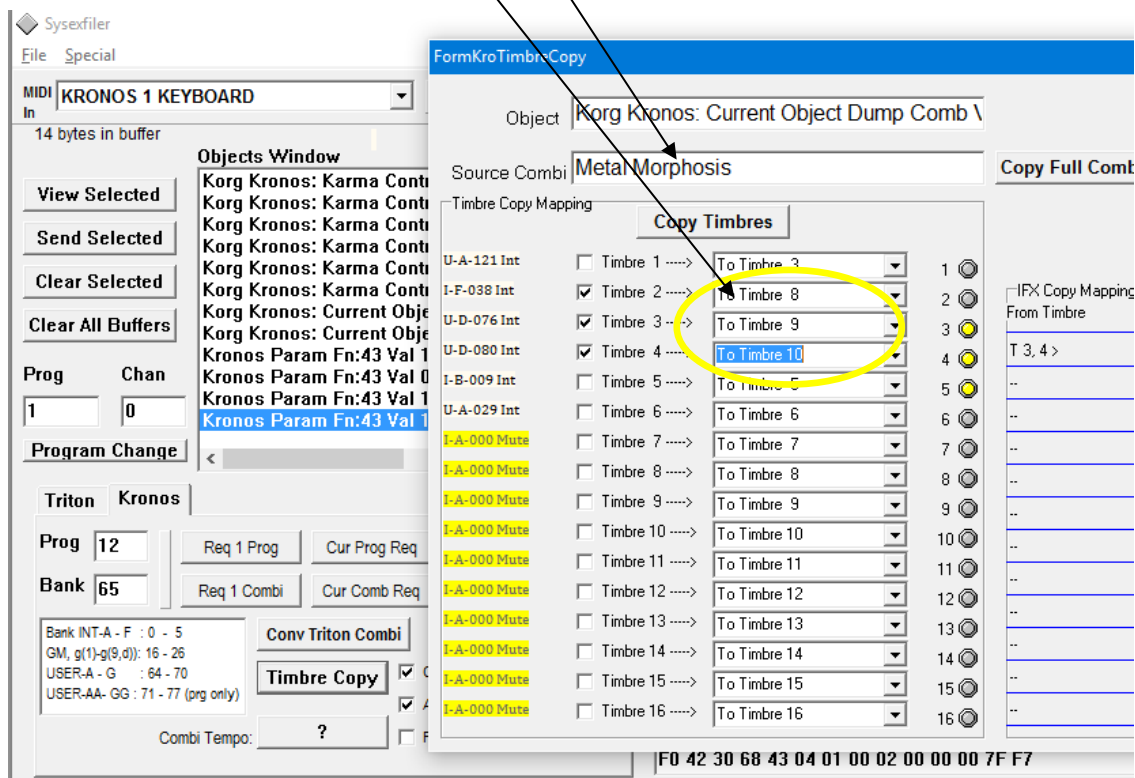 Sysexfiler
File Special
MIDI In KRONOS 1 KEYBOARD
14 bytes in buffer
Objects Window
View Selected
Send Selected
Clear Selected
Clear All Buffers
Korg Kronos: Karma Contr
Korg Kronos: Karma Contr
Korg Kronos: Karma Contr
Korg Kronos: Karma Contr
Korg Kronos: Karma Contr
Korg Kronos: Karma Contr
Korg Kronos: Current Obje
Korg Kronos: Current Obje
Kronos Param Fn:43 Val 1
Kronos Param Fn:43 Val 0
Kronos Param Fn:43 Val 1
Kronos Param Fn:43 Val 1
Prog Chan
1 0
Program Change
<
Triton Kronos
Prog 12 Req 1 Prog Cur Prog Req
Bank 65 Req 1 Combi Cur Comb Req
Bank INT-A - F : 0 - 5
GM, g(1)-g(9,d)): 16 - 26
USER-A - G : 64 - 70
USER-AA- GG : 71 - 77 (prg only)
Conv Triton Combi
Timbre Copy
Combi Tempo: ?
FormKroTimbreCopy
Object Korg Kronos: Current Object Dump Comb
Source Combi Metal Morphosis Copy Full Comb
Timbre Copy Mapping
Copy Timbres
U-A-121 Int Timbre 1 -----> To Timbre 3 1
I-F-038 Int Timbre 2 -----> To Timbre 8 2
U-D-076 Int Timbre 3 -----> To Timbre 9 3
U-D-080 Int Timbre 4 -----> To Timbre 10 4
I-B-009 Int Timbre 5 -----> To Timbre 5 5
U-A-029 Int Timbre 6 -----> To Timbre 6 6
I-A-000 Mute Timbre 7 -----> To Timbre 7 7
I-A-000 Mute Timbre 8 -----> To Timbre 8 8
I-A-000 Mute Timbre 9 -----> To Timbre 9 9
I-A-000 Mute Timbre 10 -----> To Timbre 10 10
I-A-000 Mute Timbre 11 -----> To Timbre 11 11
I-A-000 Mute Timbre 12 -----> To Timbre 12 12
I-A-000 Mute Timbre 13 -----> To Timbre 13 13
I-A-000 Mute Timbre 14 -----> To Timbre 14 14
I-A-000 Mute Timbre 15 -----> To Timbre 15 15
I-A-000 Mute Timbre 16 -----> To Timbre 16 16
IFX Copy Mapping
From Timbre
T 3, 4 >
--
--
--
--
--
--
--
--
--
--
--
--
F0 42 30 68 43 04 01 00 02 00 00 00 7F F7